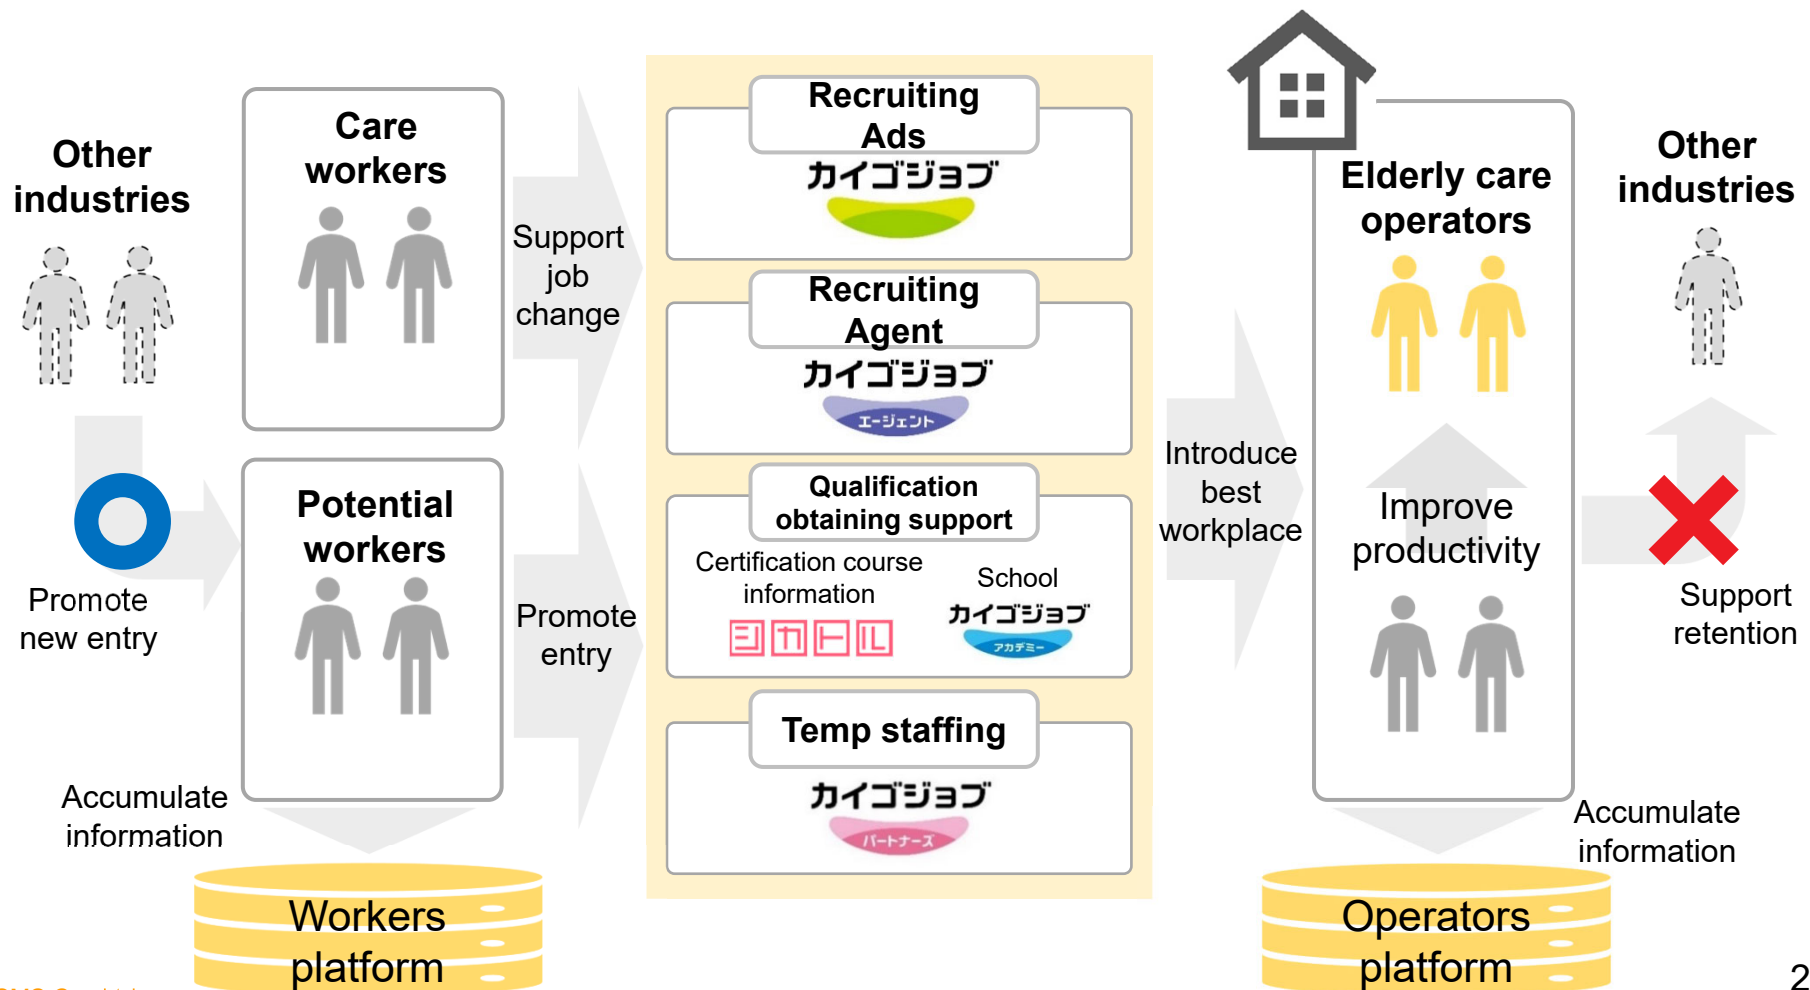 Other
industries
Promote
new entry
Care
workers
Potential
workers
Support
job
change
Promote
entry
Accumulate
information
Workers
platform
Recruiting
Ads
カイゴジョブ
Recruiting
Agent
カイゴジョブ
エージェント
Qualification
obtaining support
Certification course
information
シカトル
School
カイゴジョブ
アカデミー
Temp staffing
カイゴジョブ
パートナーズ
Introduce
best
workplace
Elderly care
operators
Improve
productivity
Other
industries
Support
retention
Accumulate
information
Operators
platform
2